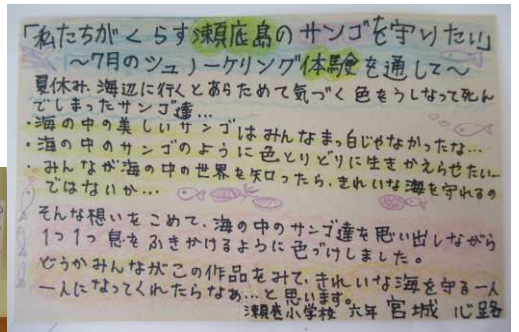 「私たちがくらす瀬底島のサンゴを守りたい」
〜7月のシュノーケリング体験を通して〜
夏休み、海辺に行くとあらためて気づく色をうしなって死ん
でしまったサンゴ達…
・海の中の美しいサンゴはみんなまっ白じゃなかったな…
・海の中のサンゴのように色とりどりに生きかえらせたい…
・みんなが海の中の世界を知ったら、きれいな海を守れるの
ではないか…
そんな想いをこめて、海の中のサンゴ達を思い出しながら
1つ1つ息をふきかけるように色づけしました。
どうかみんながこの作品をみて、きれいな海を守る一人
一人になってくれたらなぁ…と思います。
瀬底小学校 六年 宮城 心路